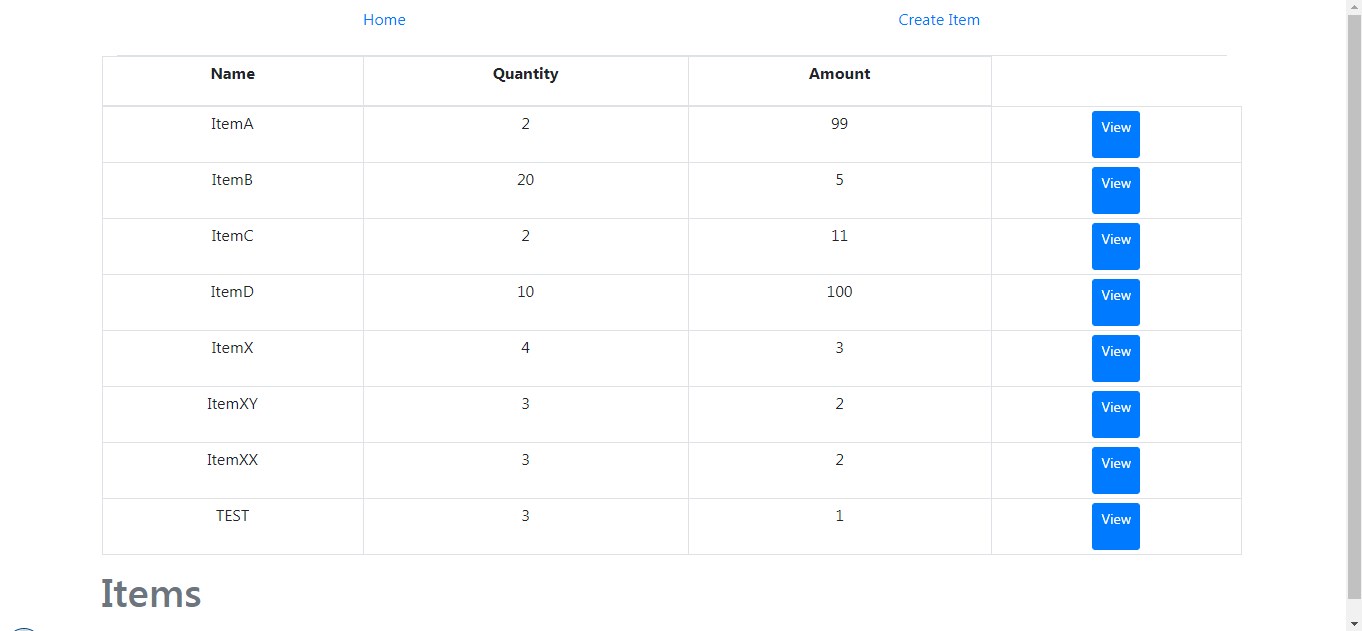 Home Create Item
Name Quantity Amount
ItemA 2 99 View
ItemB 20 5 View
ItemC 2 11 View
ItemD 10 100 View
ItemX 4 3 View
ItemXY 3 2 View
ItemXX 3 2 View
TEST 3 1 View
Items